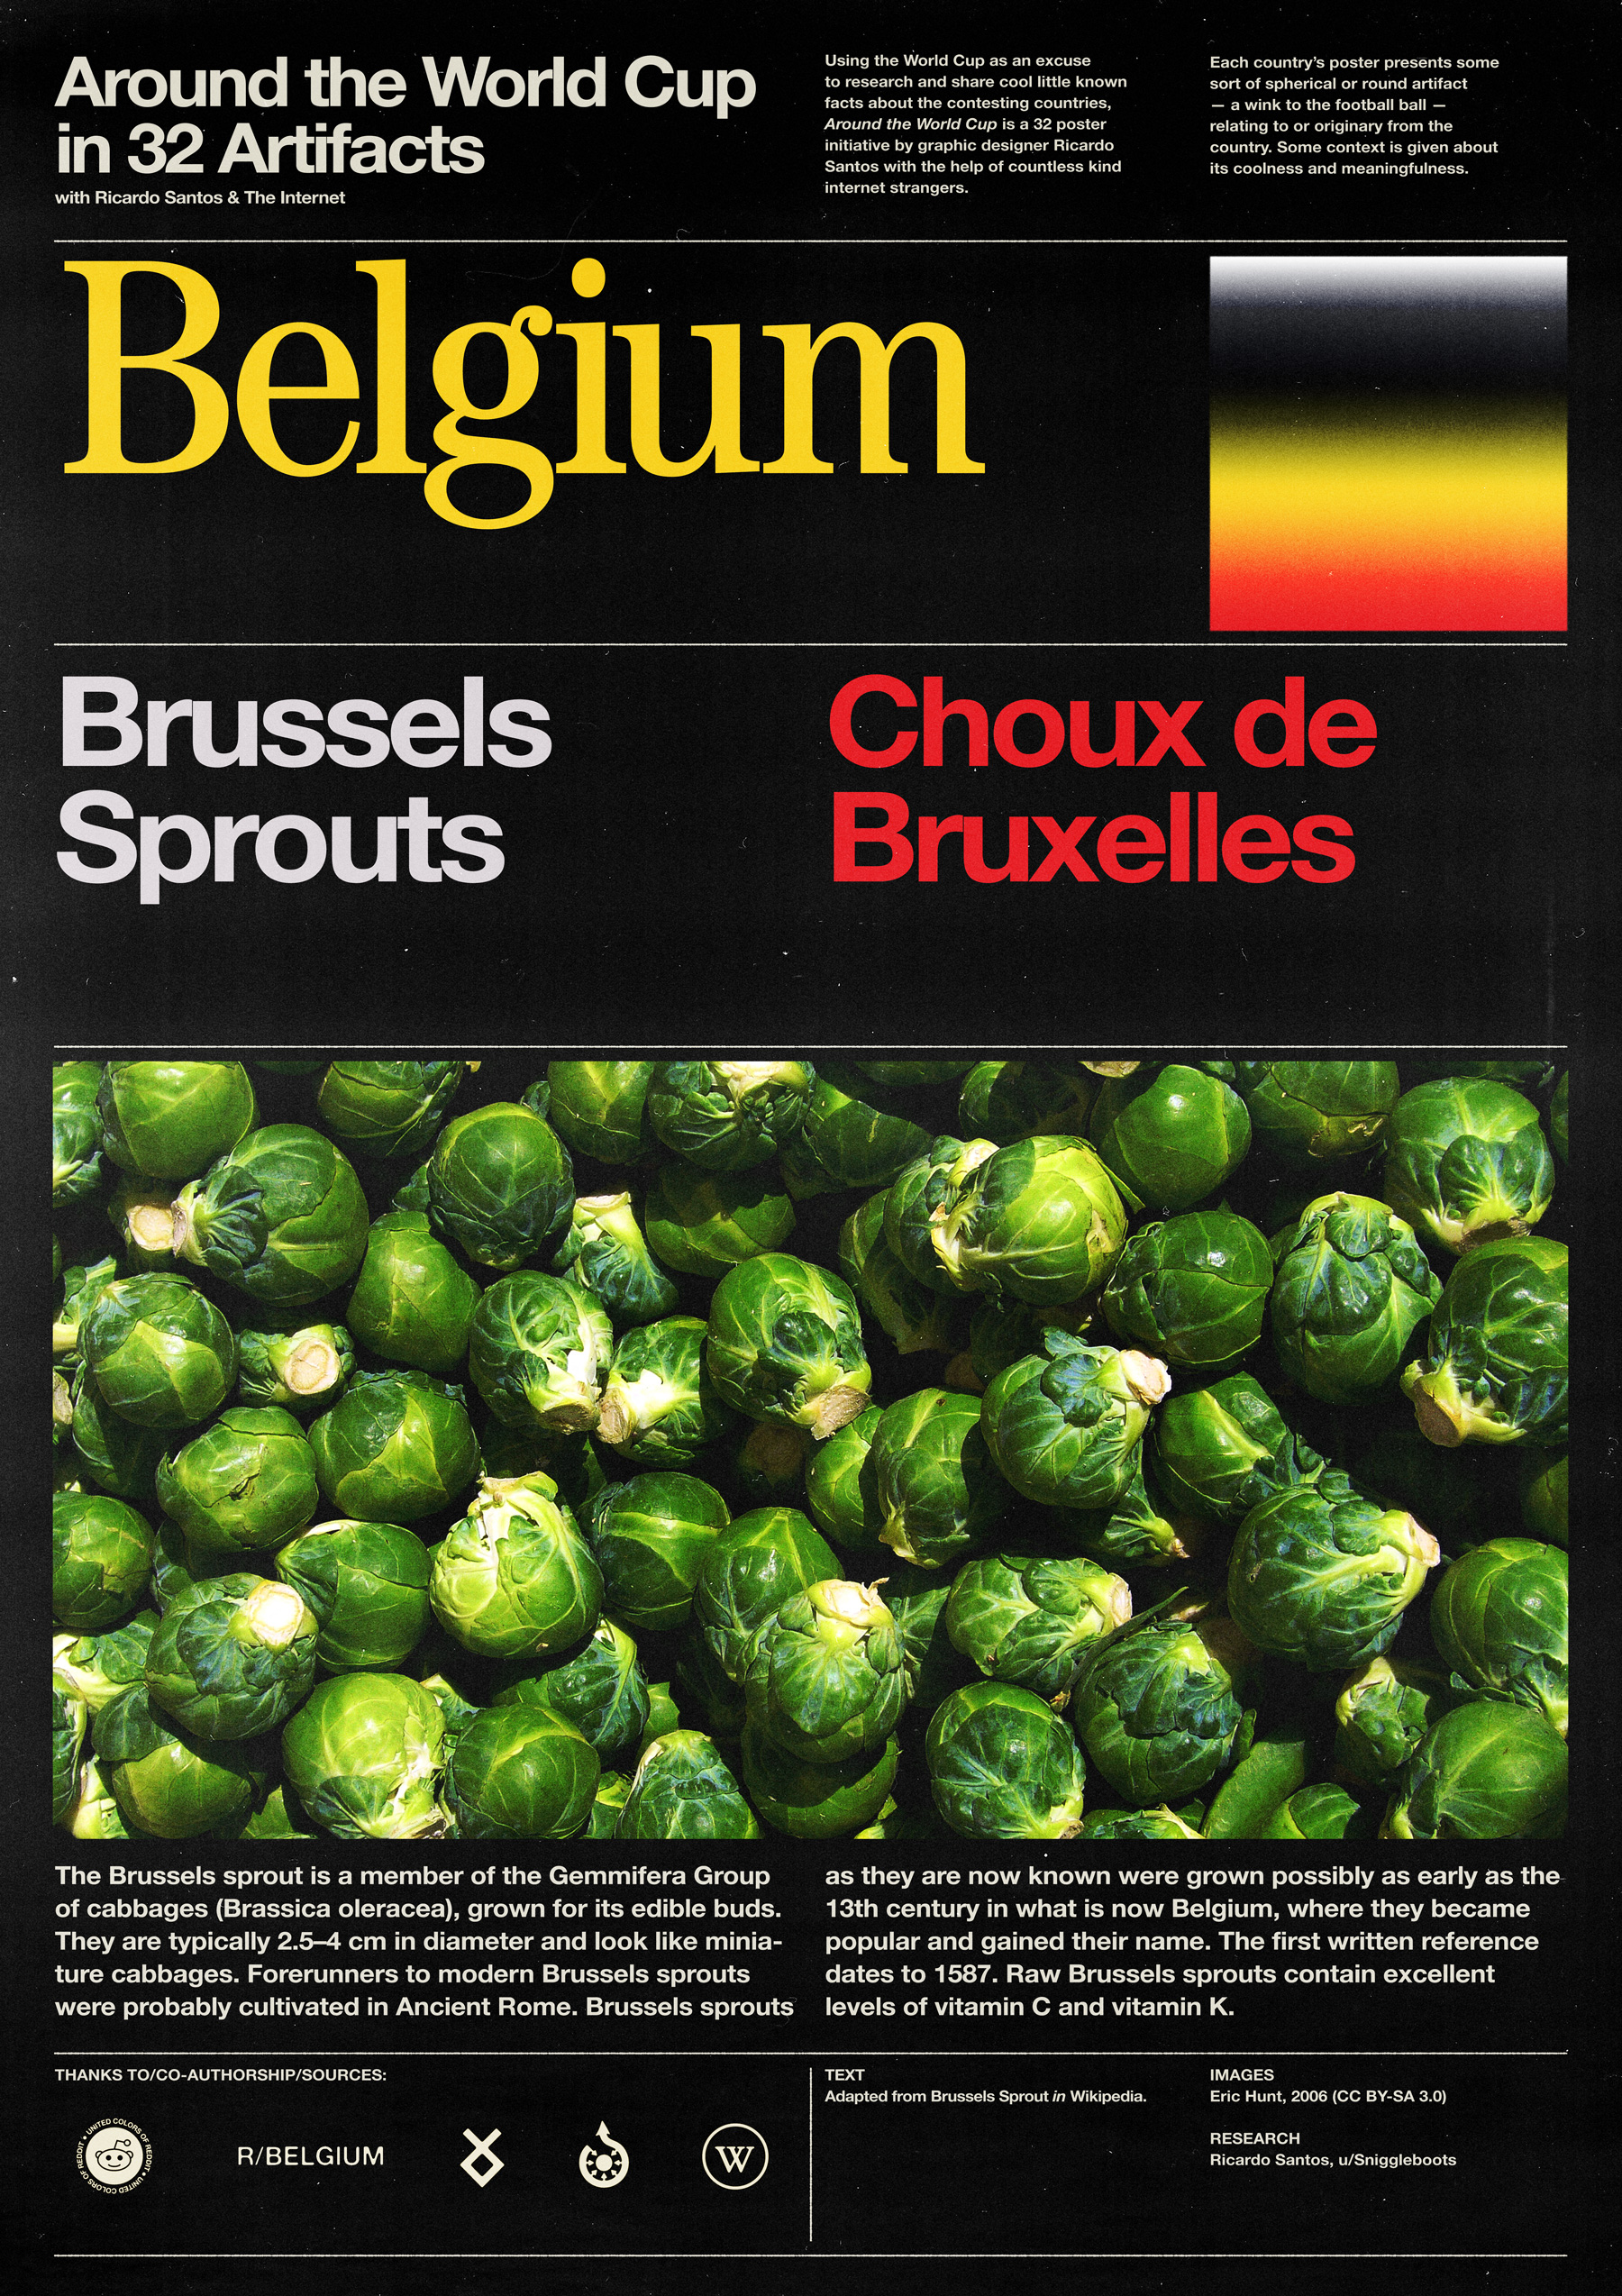 Around the World Cup
in 32 Artifacts
with Ricardo Santos & The Internet
Using the World Cup as an excuse
to research and share cool little known
facts about the contesting countries,
Around the World Cup is a 32 poster
initiative by graphic designer Ricardo
Santos with the help of countless kind
internet strangers.
Each country’s poster presents some
sort of spherical or round artifact
— a wink to the football ball —
relating to or originary from the
country. Some context is given about
its coolness and meaningfulness.
Belgium
Brussels
Sprouts
Choux de
Bruxelles
The Brussels sprout is a member of the Gemmifera Group
of cabbages (Brassica oleracea), grown for its edible buds.
They are typically 2.5–4 cm in diameter and look like minia-
ture cabbages. Forerunners to modern Brussels sprouts
were probably cultivated in Ancient Rome. Brussels sprouts
as they are now known were grown possibly as early as the
13th century in what is now Belgium, where they became
popular and gained their name. The first written reference
dates to 1587. Raw Brussels sprouts contain excellent
levels of vitamin C and vitamin K.
THANKS TO/CO-AUTHORSHIP/SOURCES:
UNITED COLORS OF REDDIT • UNITED COLORS OF REDDIT •
R/BELGIUM
W
TEXT
Adapted from Brussels Sprout in Wikipedia.
IMAGES
Eric Hunt, 2006 (CC BY-SA 3.0)
RESEARCH
Ricardo Santos, u/Sniggleboots